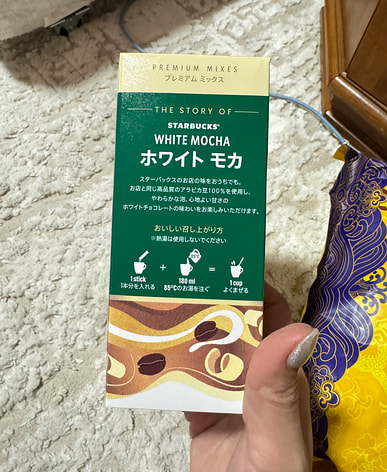 PREMIUM MIXES
プレミアム ミックス
THE STORY OF
STARBUCKS®
WHITE MOCHA
ホワイト モカ
スターバックスのお店の味をおうちでも。
お店と同じ高品質のアラビカ豆100%を使用し、
やわらかな泡、心地よい甘さの
ホワイトチョコレートの味わいをお楽しみいただけます。
おいしい召し上がり方
※熱湯は使用しないでください
85℃
1 stick + 180 ml = 1 cup
1本分を入れる 85℃のお湯を注ぐ よくまぜる